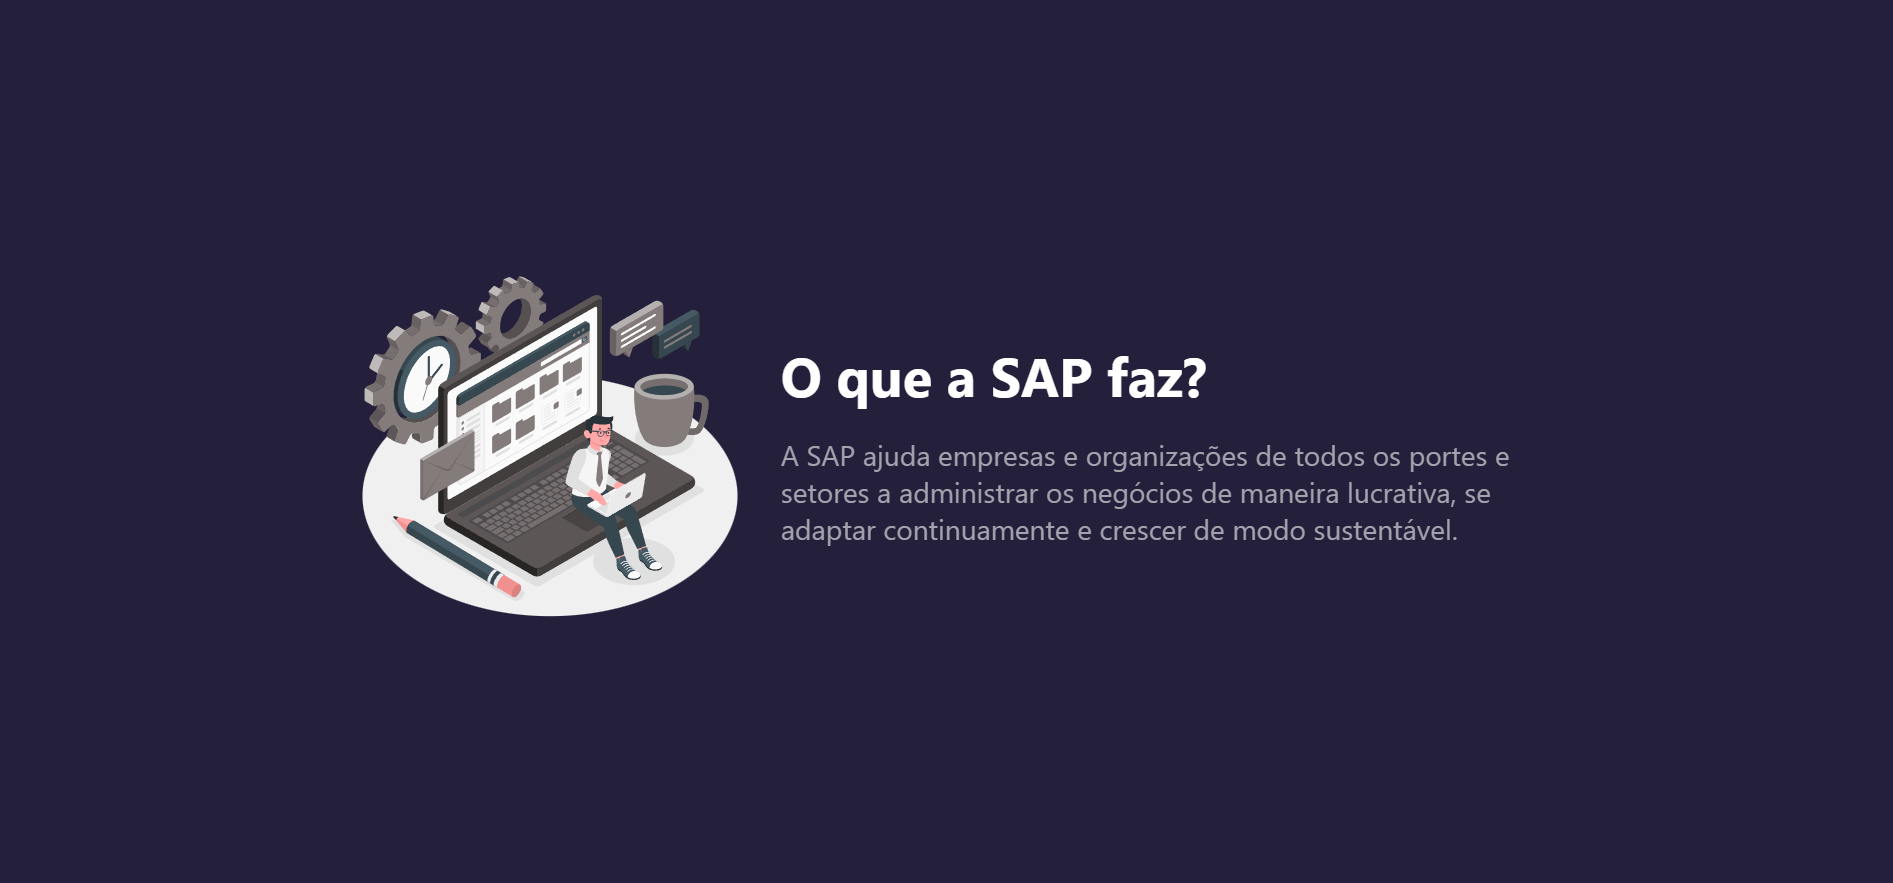 O que a SAP faz?
A SAP ajuda empresas e organizações de todos os portes e
setores a administrar os negócios de maneira lucrativa, se
adaptar continuamente e crescer de modo sustentável.